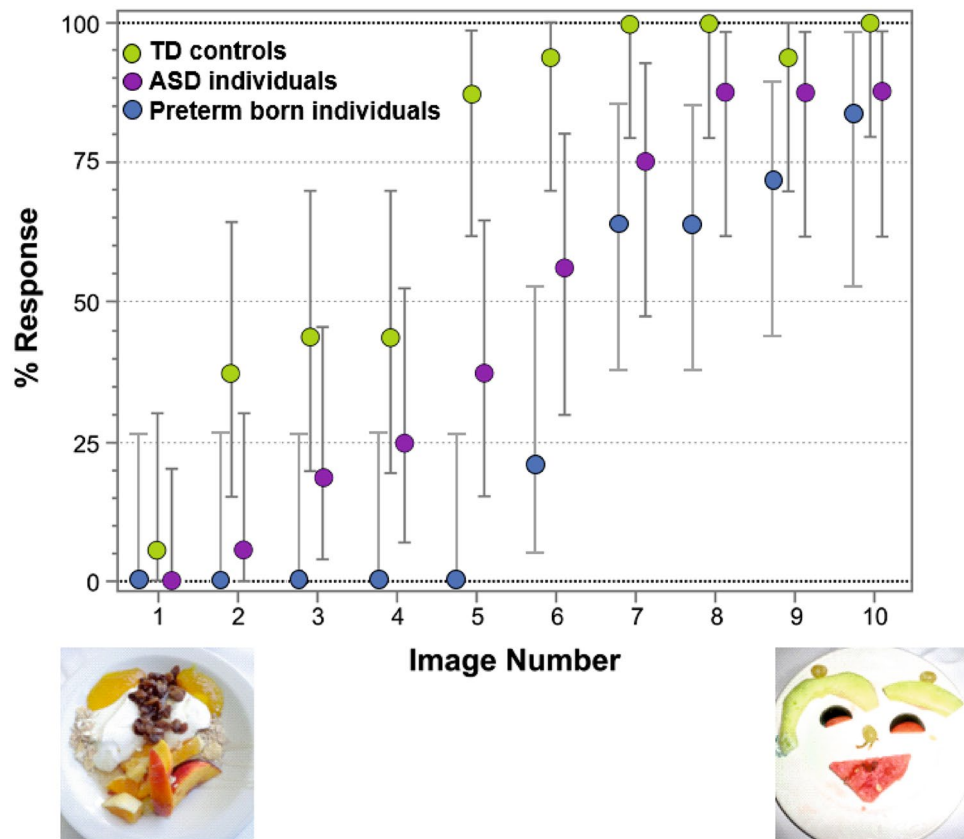 100
TD controls
ASD individuals
Preterm born individuals
75
50
25
0
% Response
1 2 3 4 5 6 7 8 9 10
Image Number